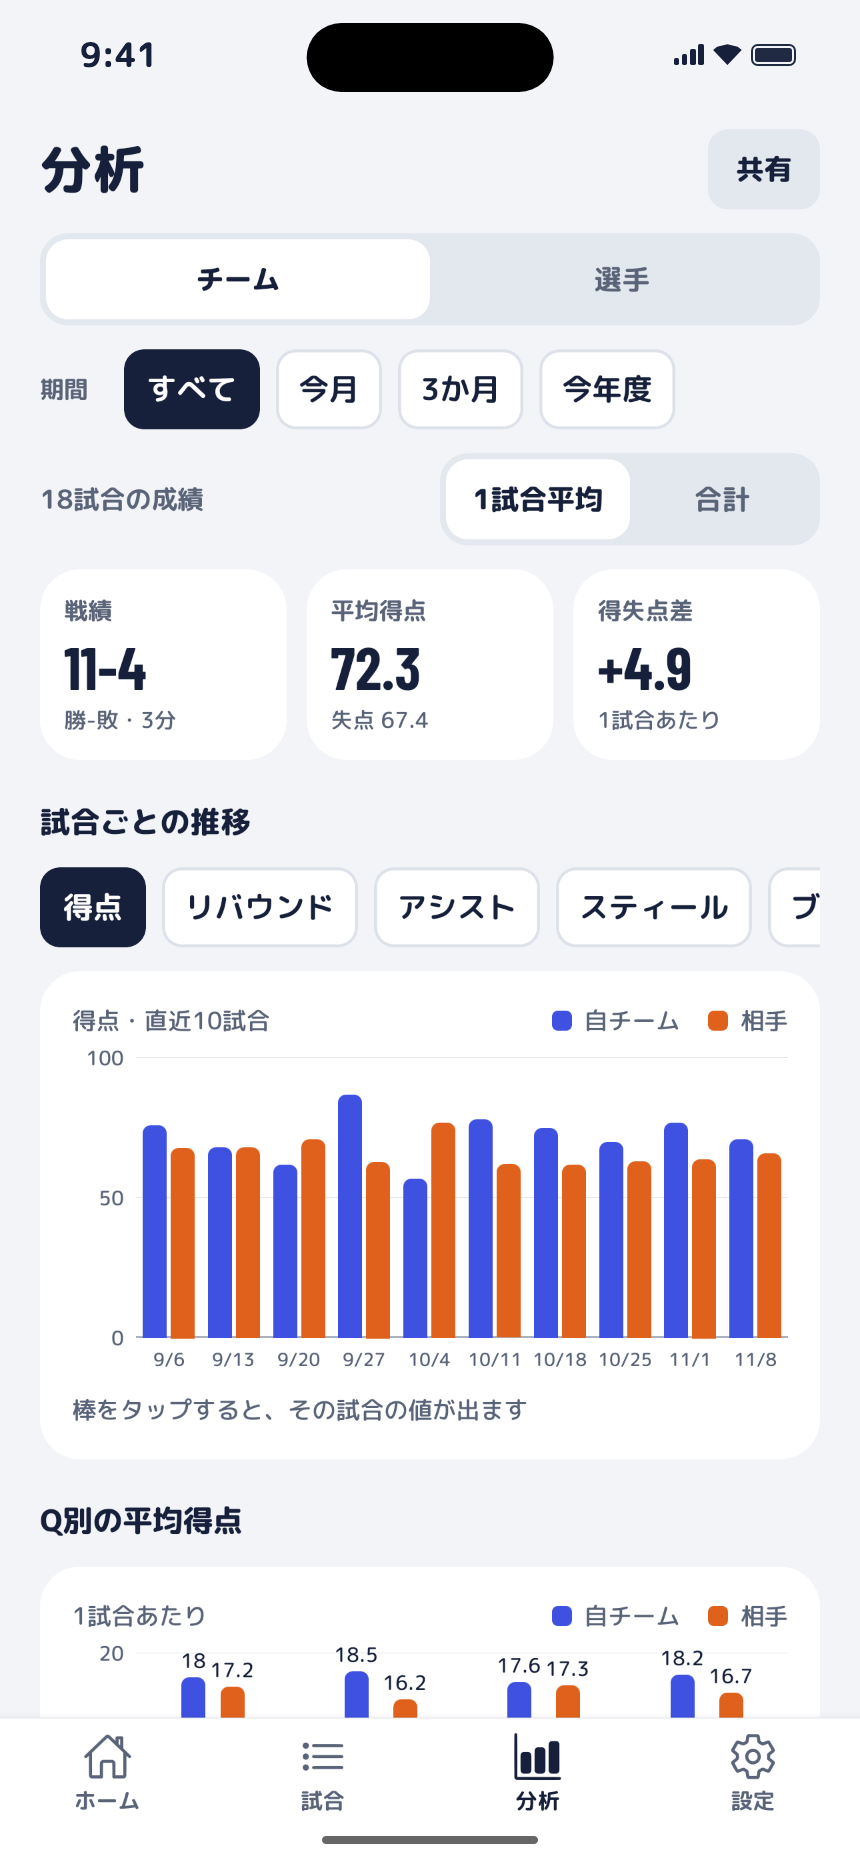 9:41
分析
共有
チーム 選手
期間 すべて 今月 3か月 今年度
18試合の成績 1試合平均 合計
戦績 平均得点 得失点差
11-4 72.3 +4.9
勝-敗・3分 失点 67.4 1試合あたり
試合ごとの推移
得点 リバウンド アシスト スティール ブ
得点・直近10試合 自チーム 相手
100
50
0
9/6 9/13 9/20 9/27 10/4 10/11 10/18 10/25 11/1 11/8
棒をタップすると、その試合の値が出ます
Q別の平均得点
1試合あたり 自チーム 相手
20
18 17.2 18.5 16.2 17.6 17.3 18.2 16.7
ホーム 試合 分析 設定